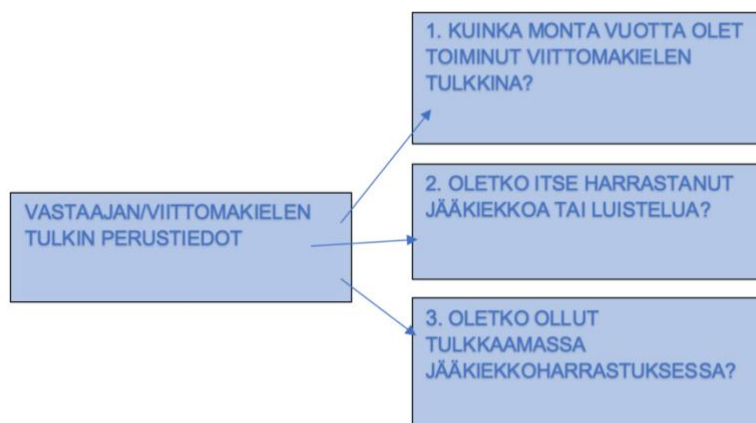 1. KUINKA MONTA VUOTTA OLET
TOIMINUT VIITTOMAKIELEN
TULKKINA?
VASTAAJAN/VIITTOMAKIELEN
TULKIN PERUSTIEDOT
2. OLETKO ITSE HARRASTANUT
JÄÄKIEKKOA TAI LUISTELUA?
3. OLETKO OLLUT
TULKKAAMASSA
JÄÄKIEKKOHARRASTUKSESSA?